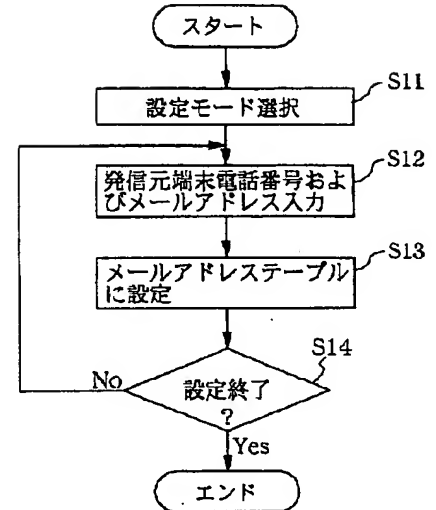 スタート
S11
設定モード選択
S12
発信元端末電話番号およ
びメールアドレス入力
S13
メールアドレステーブル
に設定
S14
No
設定終了
?
Yes
エンド